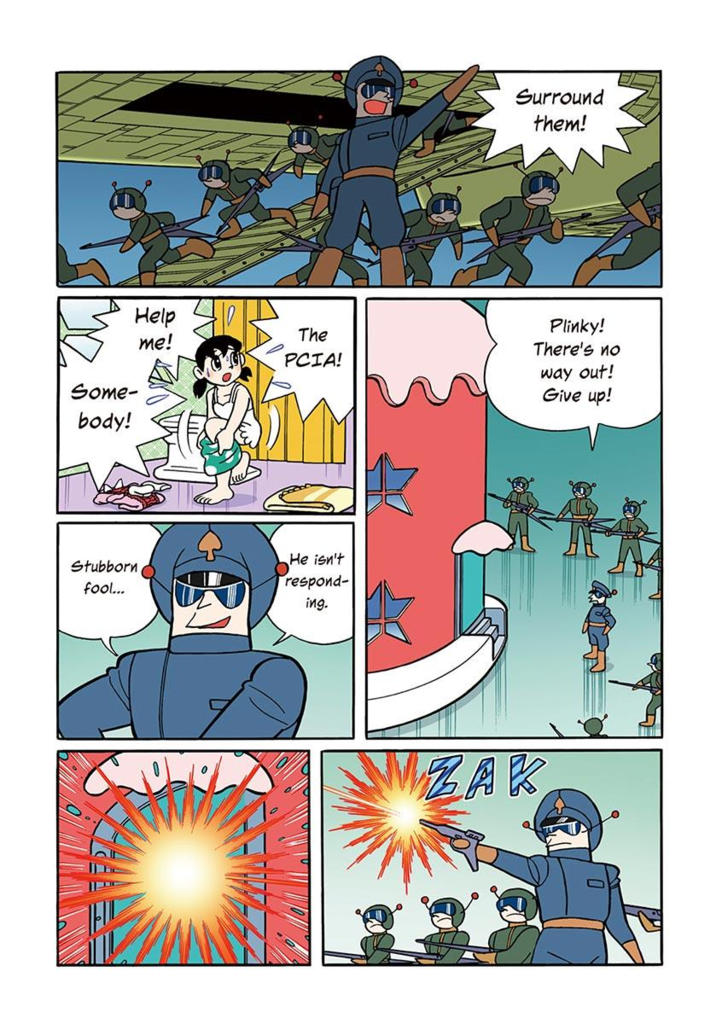 Surround
them!
Help
me!
The
PCIA!
Some-
body!
Plinky!
There's no
way out!
Give up!
Stubborn
fool...
He isn't
respond-
ing.
ZAK